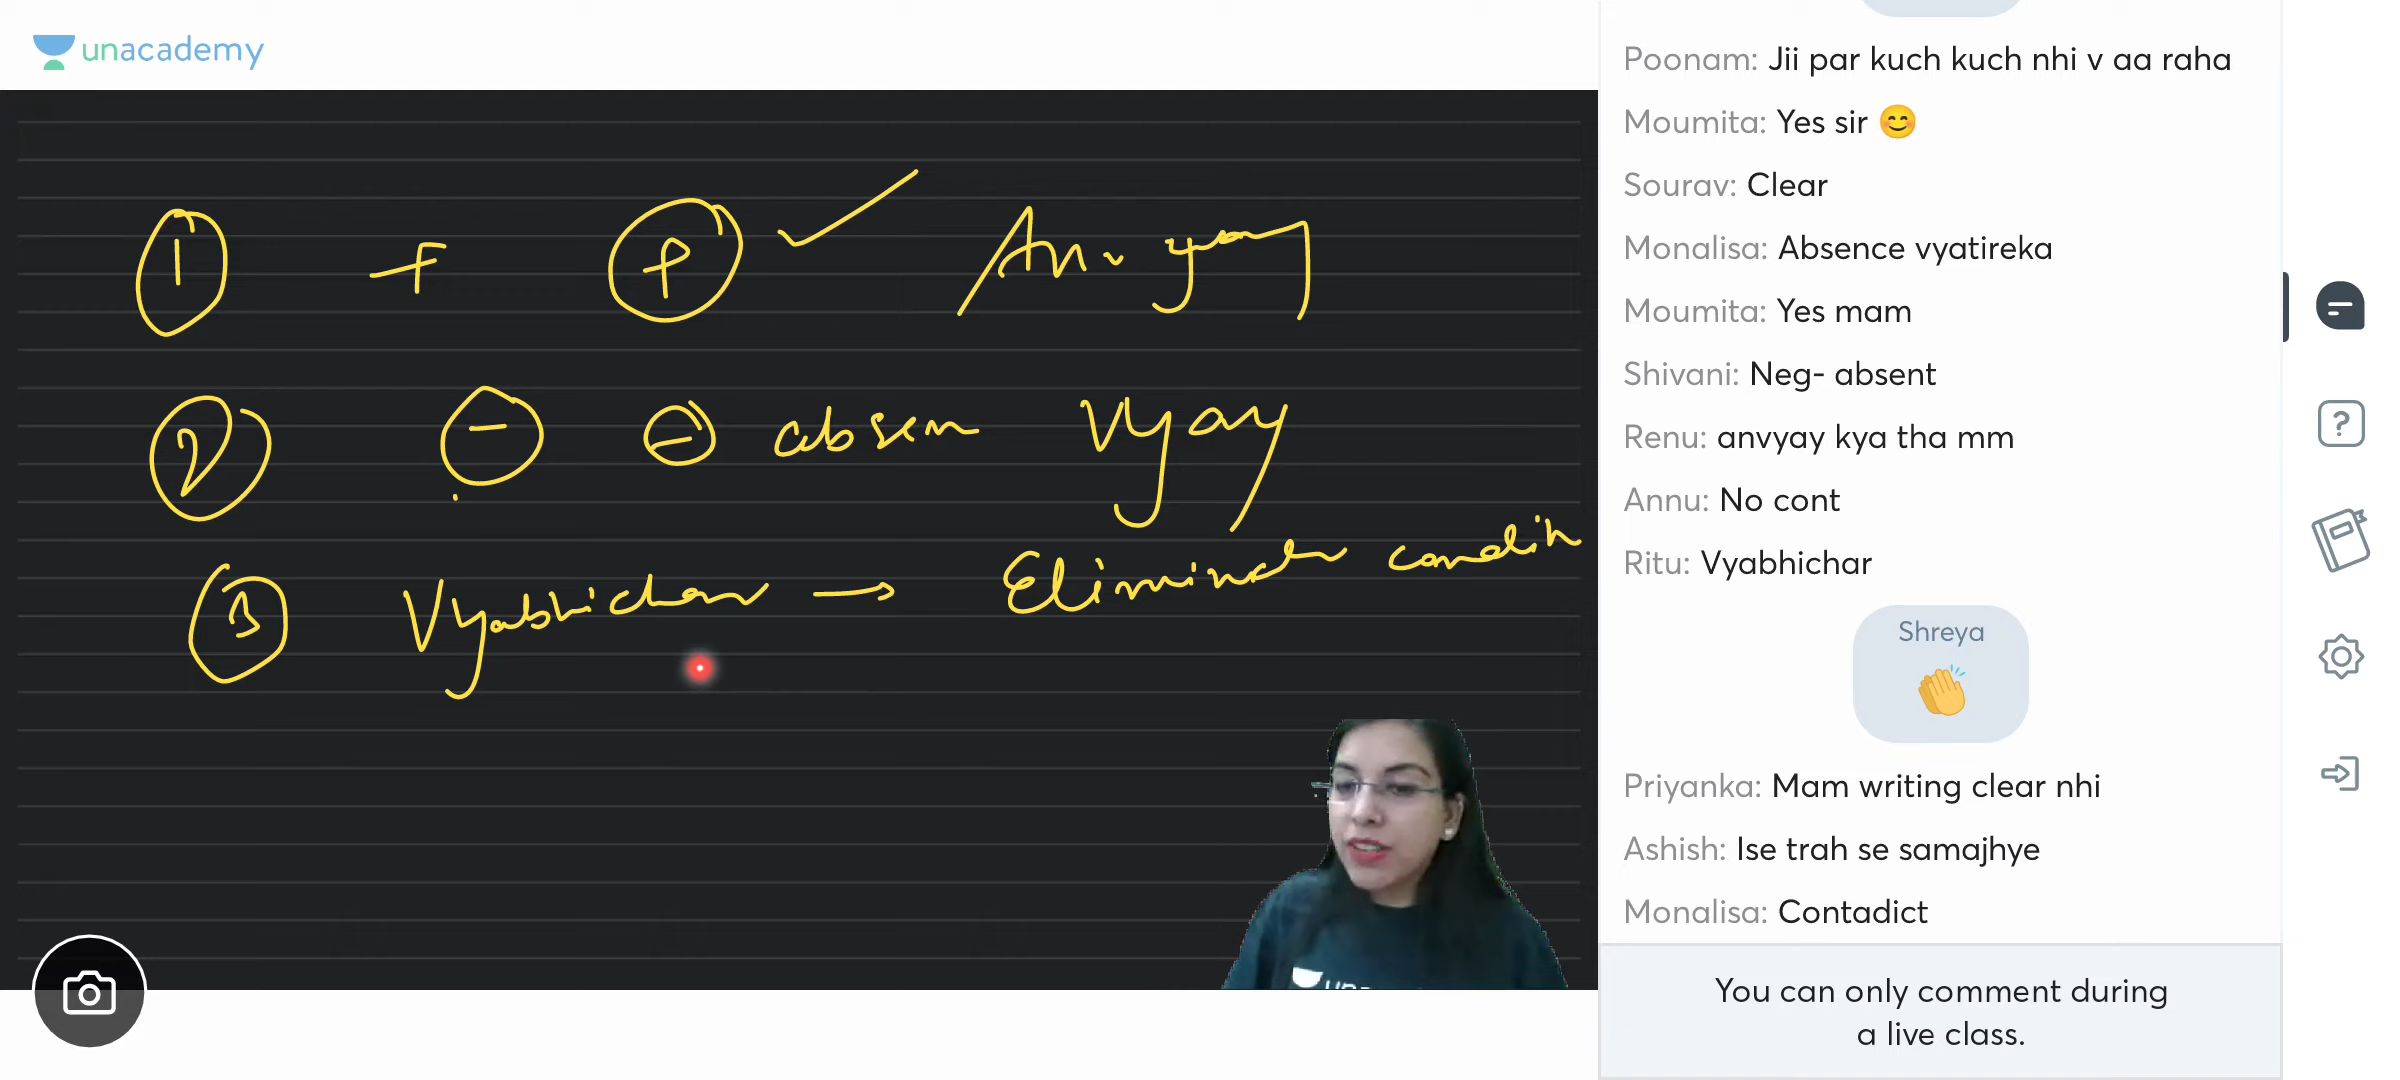 unacademy
1 + P Anvyay
2 - - absen Vyay
3 Vyabhichar → Eliminate conditn
Poonam: Jii par kuch kuch nhi v aa raha
Moumita: Yes sir 😊
Sourav: Clear
Monalisa: Absence vyatireka
Moumita: Yes mam
Shivani: Neg- absent
Renu: anvyay kya tha mm
Annu: No cont
Ritu: Vyabhichar
Shreya
👏
Priyanka: Mam writing clear nhi
Ashish: Ise trah se samajhye
Monalisa: Contadict
You can only comment during
a live class.